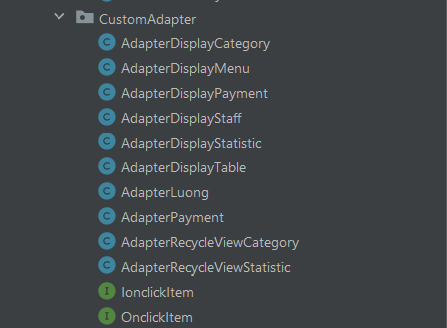 CustomAdapter
C AdapterDisplayCategory
C AdapterDisplayMenu
C AdapterDisplayPayment
C AdapterDisplayStaff
C AdapterDisplayStatistic
C AdapterDisplayTable
C AdapterLuong
C AdapterPayment
C AdapterRecycleViewCategory
C AdapterRecycleViewStatistic
I IonclickItem
I OnclickItem